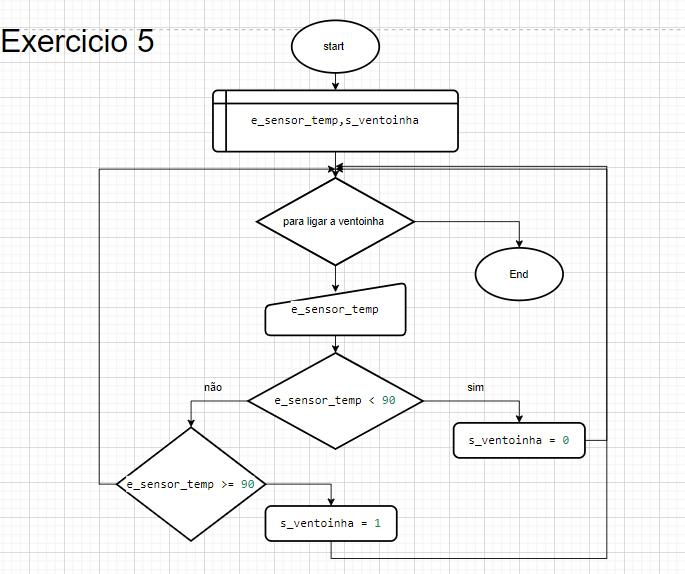 Exercicio 5
start
e_sensor_temp,s_ventoinha
para ligar a ventoinha
End
e_sensor_temp
não
sim
e_sensor_temp < 90
s_ventoinha = 0
e_sensor_temp >= 90
s_ventoinha = 1